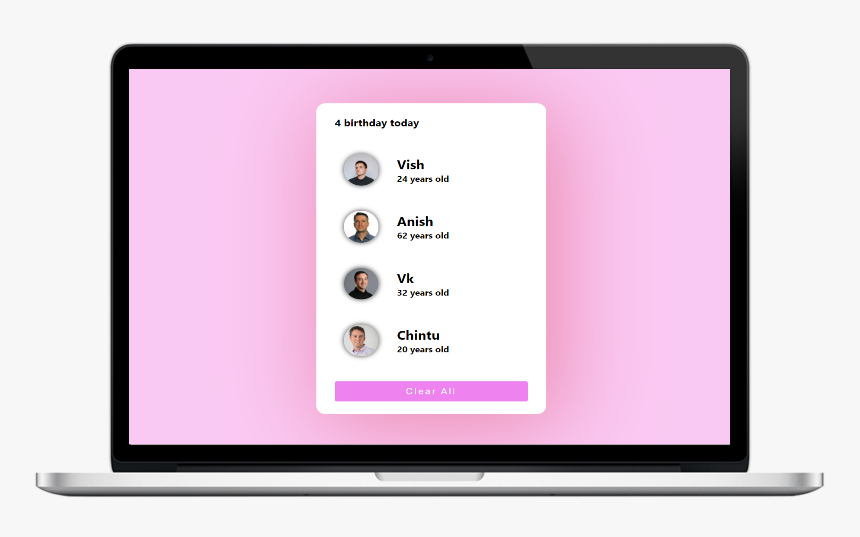 4 birthday today
Vish
24 years old
Anish
62 years old
Vk
32 years old
Chintu
20 years old
Clear All